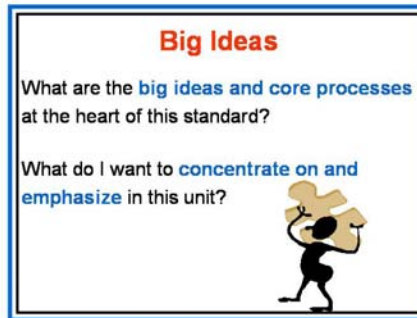 Big Ideas
What are the big ideas and core processes
at the heart of this standard?
What do I want to concentrate on and
emphasize in this unit?